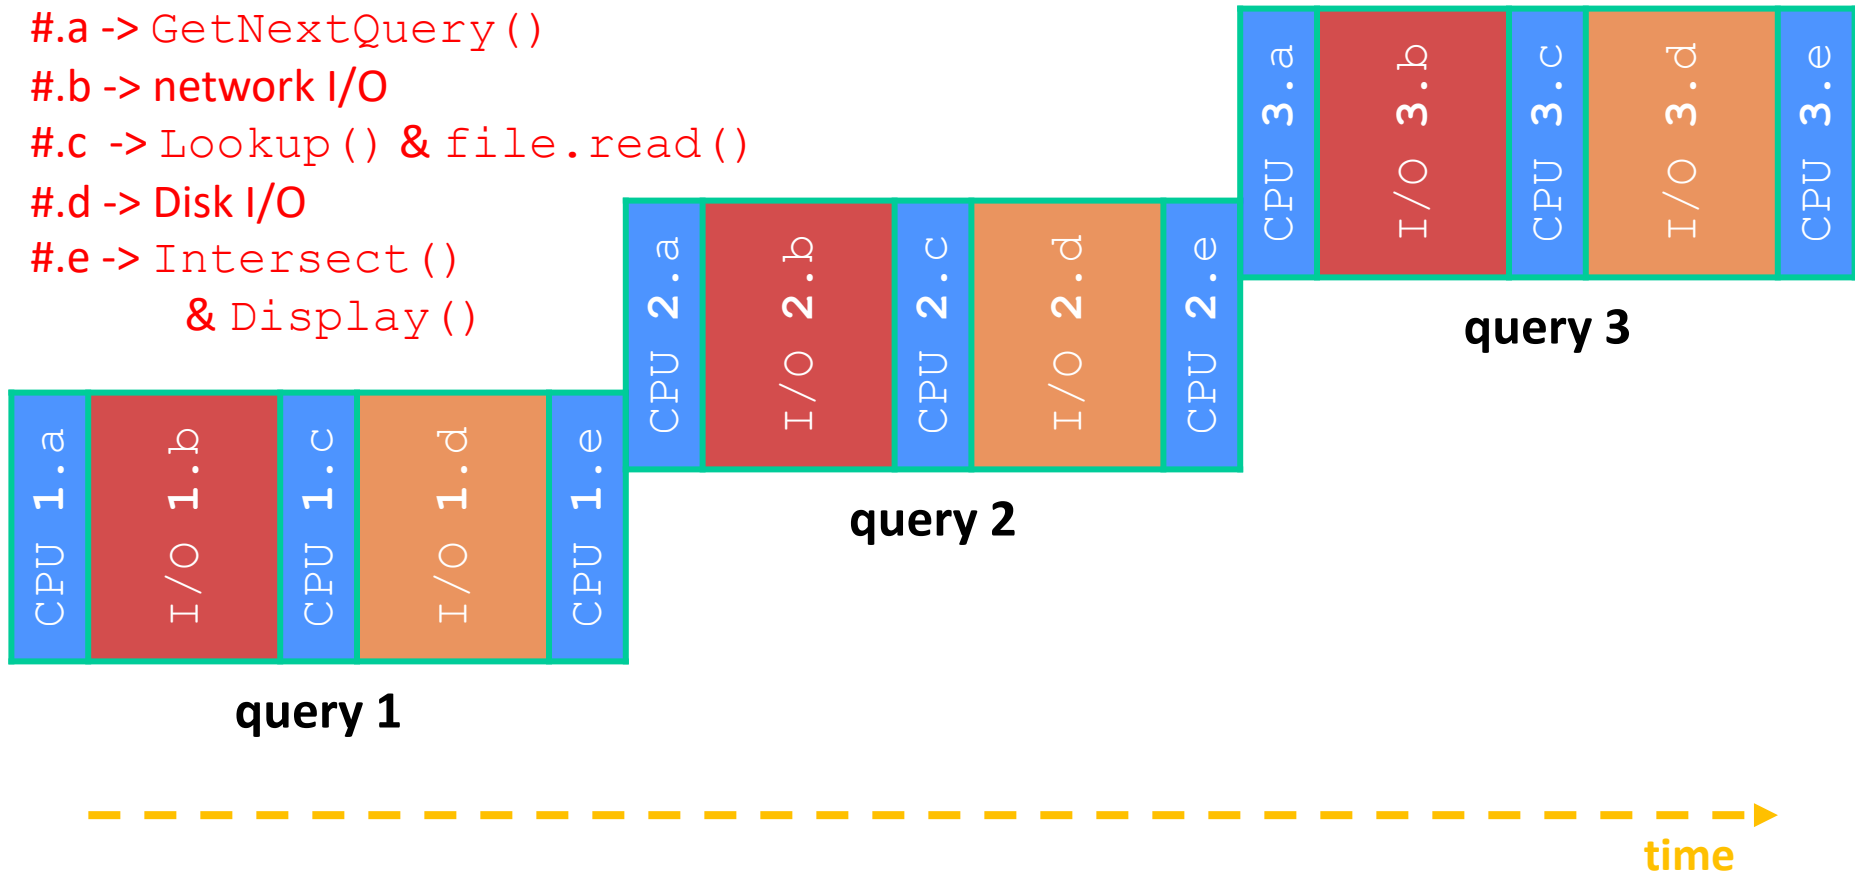 #.a -> GetNextQuery()
#.b -> network I/O
#.c -> Lookup() & file.read()
#.d -> Disk I/O
#.e -> Intersect()
& Display()
CPU 1.a
I/O 1.b
CPU 1.c
I/O 1.d
CPU 1.e
query 1
CPU 2.a
I/O 2.b
CPU 2.c
I/O 2.d
CPU 2.e
query 2
CPU 3.a
I/O 3.b
CPU 3.c
I/O 3.d
CPU 3.e
query 3
time